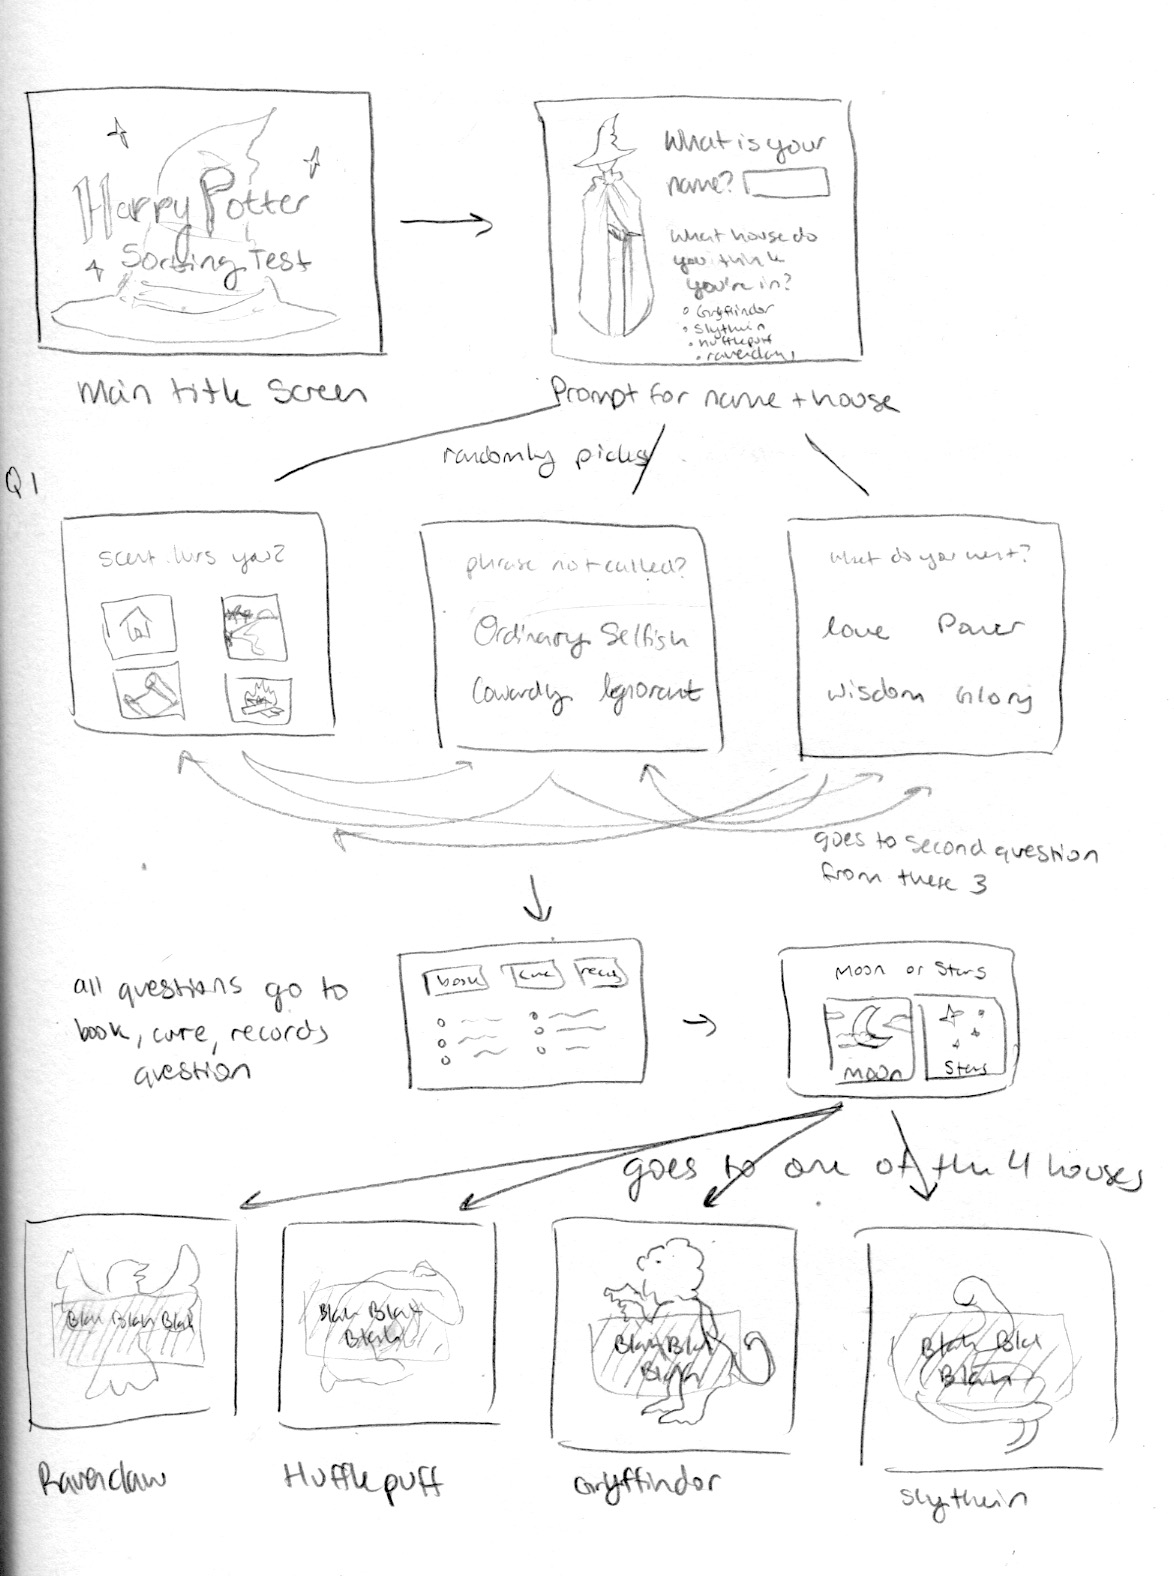 Harry Potter
Sorting Test
Main title screen
What is your
name?
What house do
you think
you're in?
Gryffindor
Slytherin
Hufflepuff
ravenclaw
Prompt for name + house
randomly picks
Q1
scent lurs you?
phrase not called?
Ordinary Selfish
Cowardly Ignorant
what do you want?
love Power
wisdom Glory
goes to second question
from these 3
all questions go to
book, cure, records
question
book cure recs
Moon or Stars
Moon Stars
goes to one of the 4 houses
Blah Blah Blah
Ravenclaw
Blah Blah
Blah
Hufflepuff
Blah Blah
Blah
Gryffindor
Blah Blah
Blah
Slytherin